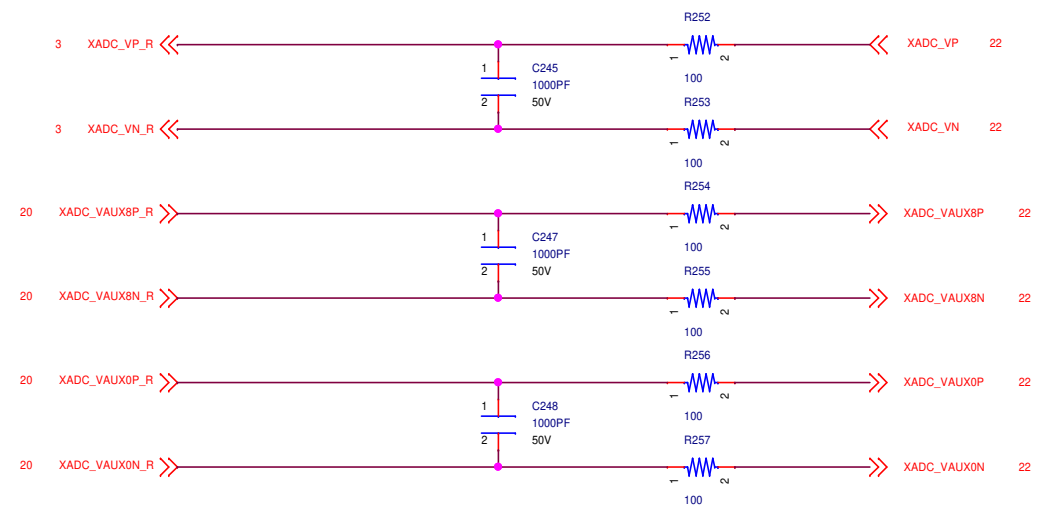 R252
3 XADC_VP_R XADC_VP 22
1 2
1 C245
1000PF 100
2 50V R253
3 XADC_VN_R XADC_VN 22
1 2
100
R254
20 XADC_VAUX8P_R XADC_VAUX8P 22
1 2
1 C247
1000PF 100
2 50V R255
20 XADC_VAUX8N_R XADC_VAUX8N 22
1 2
100
R256
20 XADC_VAUX0P_R XADC_VAUX0P 22
1 2
1 C248
1000PF 100
2 50V R257
20 XADC_VAUX0N_R XADC_VAUX0N 22
1 2
100